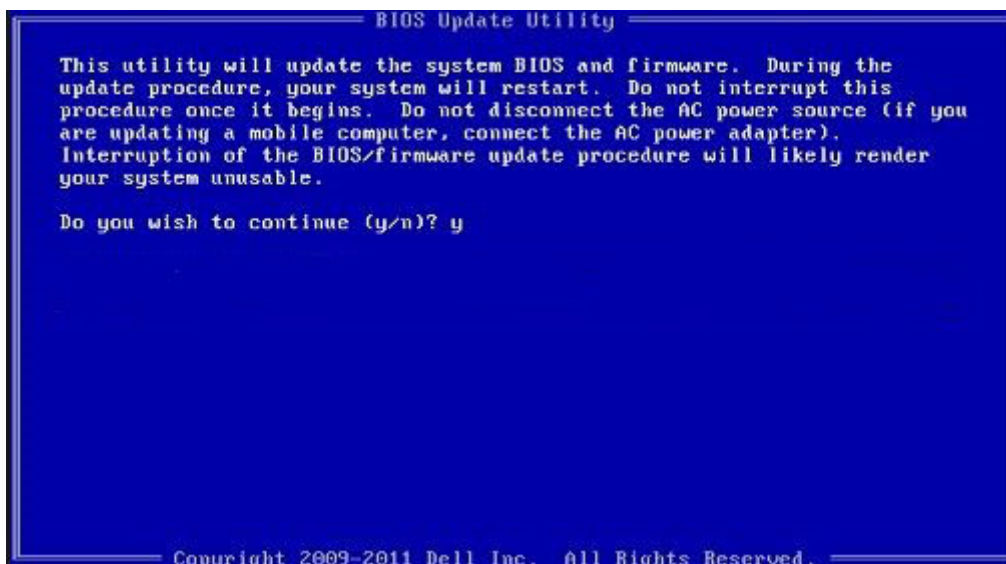 BIOS Update Utility
This utility will update the system BIOS and firmware. During the
update procedure, your system will restart. Do not interrupt this
procedure once it begins. Do not disconnect the AC power source (if you
are updating a mobile computer, connect the AC power adapter).
Interruption of the BIOS/firmware update procedure will likely render
your system unusable.
Do you wish to continue (y/n)? y
Copyright 2009-2011 Dell Inc. All Rights Reserved.